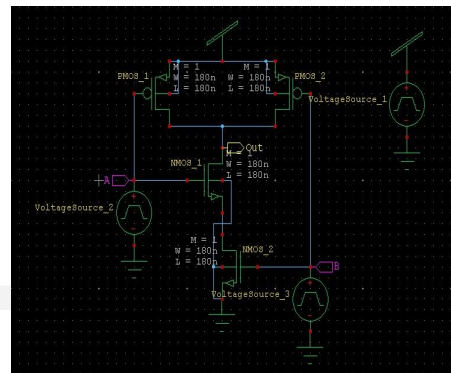 PMOS_1
M = 1
W = 180n
L = 180n
M = 1
W = 180n
L = 180n
PMOS_2
VoltageSource_1
Out
NMOS_1
M = 1
W = 180n
L = 180n
A
VoltageSource_2
M = 1
W = 180n
L = 180n
NMOS_2
B
VoltageSource_3